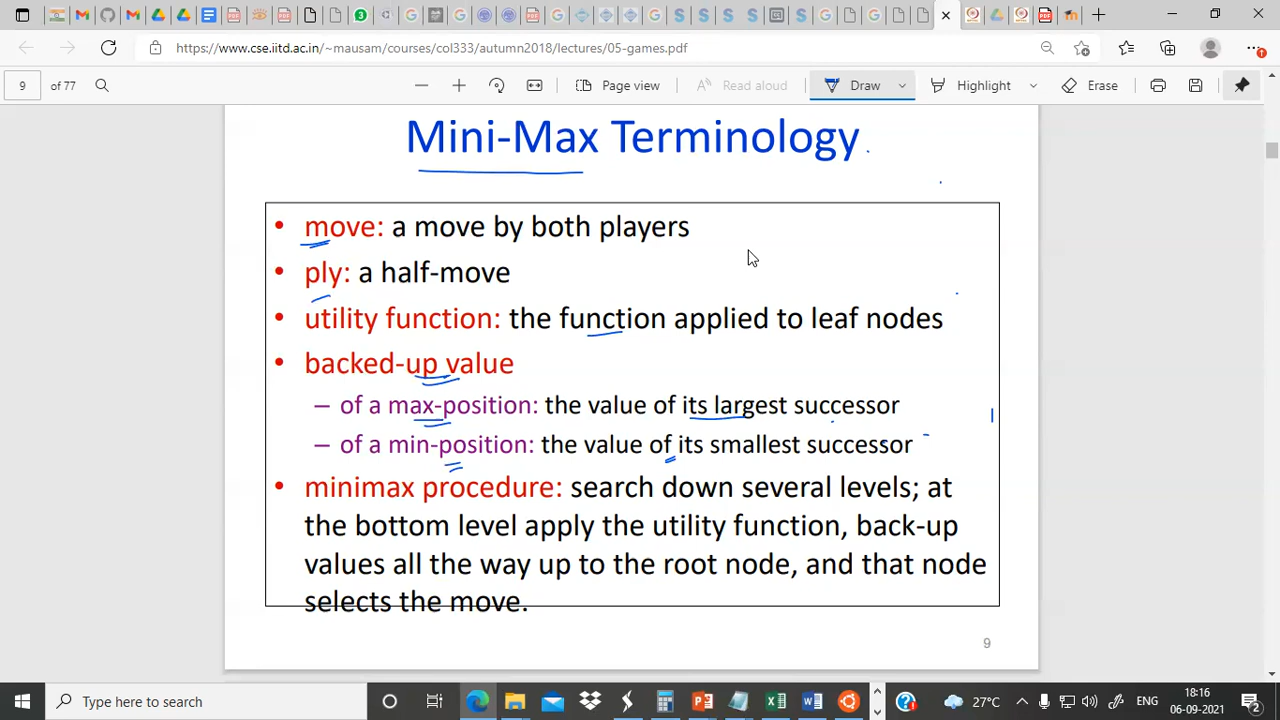 https://www.cse.iitd.ac.in/~mausam/courses/col333/autumn2018/lectures/05-games.pdf
9 of 77
Page view
Read aloud
Draw
Highlight
Erase
Mini-Max Terminology
• move: a move by both players
• ply: a half-move
• utility function: the function applied to leaf nodes
• backed-up value
– of a max-position: the value of its largest successor
– of a min-position: the value of its smallest successor
• minimax procedure: search down several levels; at
the bottom level apply the utility function, back-up
values all the way up to the root node, and that node
selects the move.
9
Type here to search
27°C
ENG
18:16
06-09-2021
2